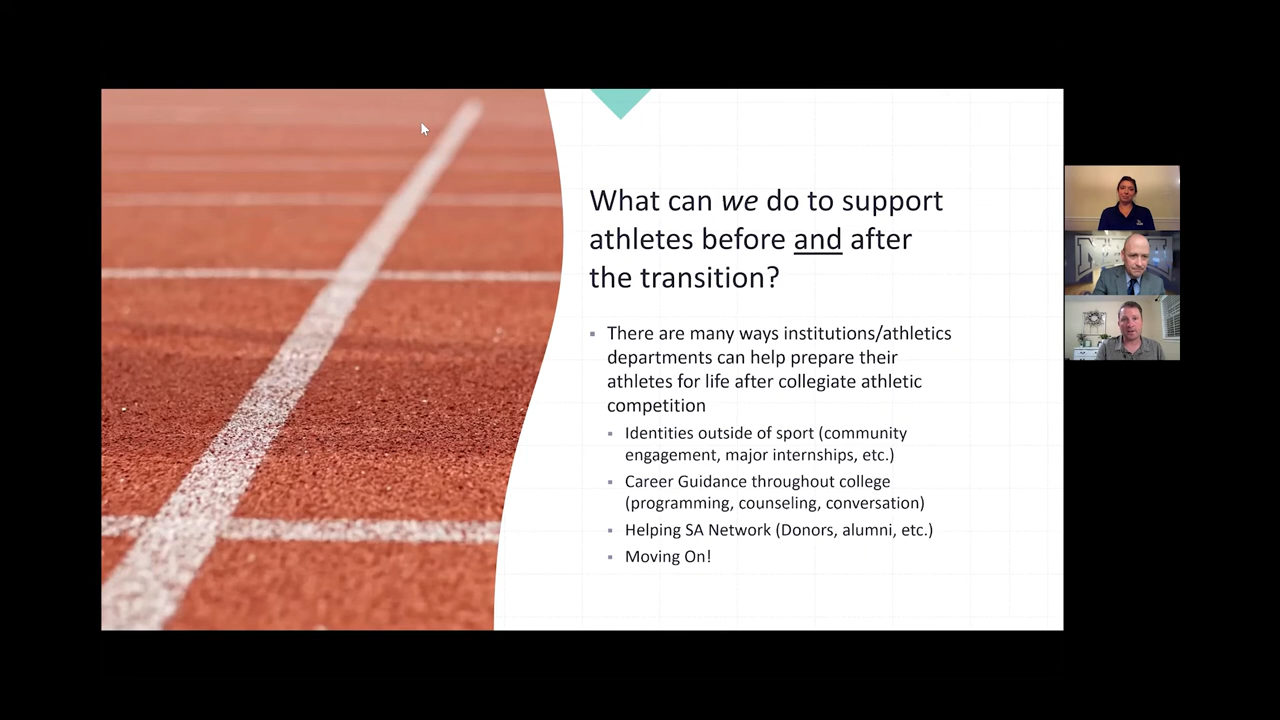 What can we do to support
athletes before and after
the transition?
There are many ways institutions/athletics
departments can help prepare their
athletes for life after collegiate athletic
competition
Identities outside of sport (community
engagement, major internships, etc.)
Career Guidance throughout college
(programming, counseling, conversation)
Helping SA Network (Donors, alumni, etc.)
Moving On!